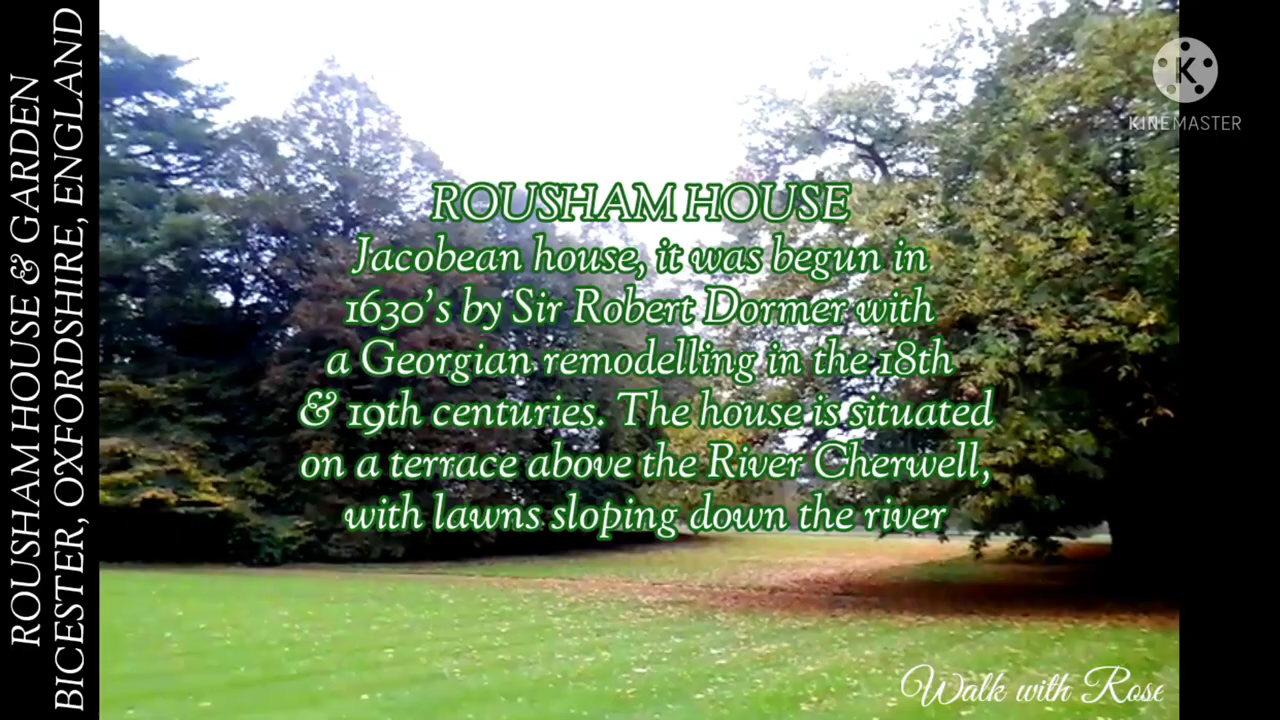 ROUSHAM HOUSE & GARDEN
BICESTER, OXFORDSHIRE, ENGLAND
KINEMASTER
ROUSHAM HOUSE
Jacobean house, it was begun in
1630's by Sir Robert Dormer with
a Georgian remodelling in the 18th
& 19th centuries. The house is situated
on a terrace above the River Cherwell,
with lawns sloping down the river
Walk with Rose